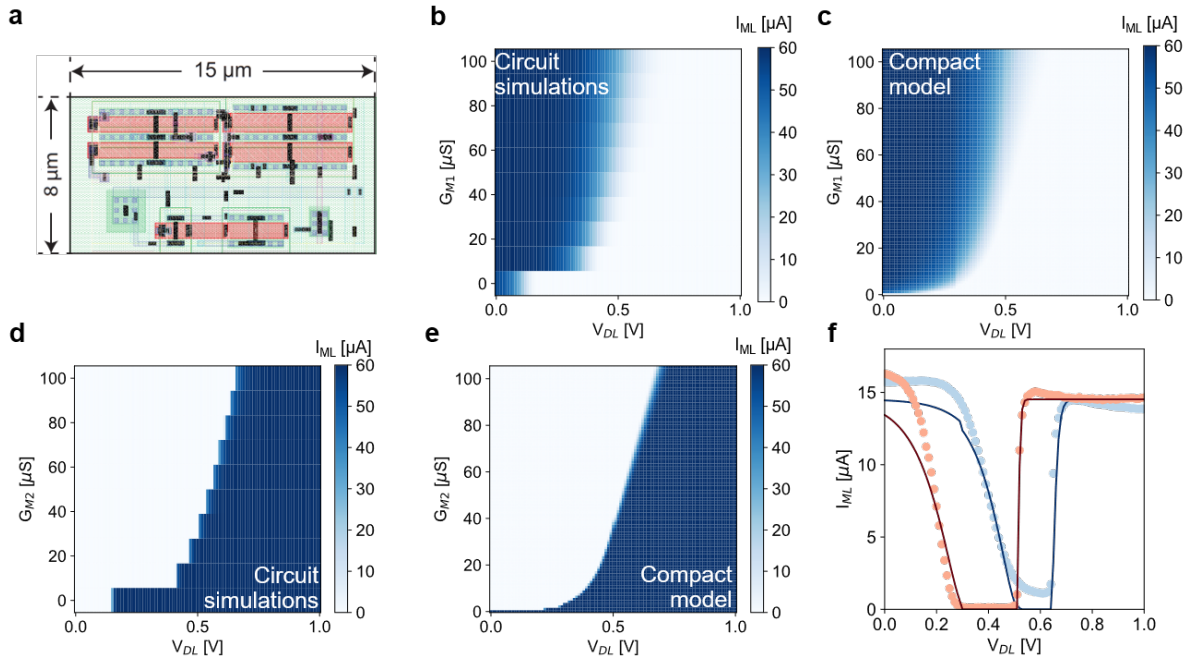 a
15 µm
8 µm
b
I_ML [µA]
Circuit
simulations
G_M1 [µS]
100
80
60
40
20
0
0.0
0.5
1.0
V_DL [V]
60
50
40
30
20
10
0
c
I_ML [µA]
Compact
model
G_M1 [µS]
100
80
60
40
20
0
0.0
0.5
1.0
V_DL [V]
60
50
40
30
20
10
0
d
I_ML [µA]
G_M2 [µS]
100
80
60
40
20
0
Circuit
simulations
0.0
0.5
1.0
V_DL [V]
60
50
40
30
20
10
0
e
I_ML [µA]
G_M2 [µS]
100
80
60
40
20
0
Compact
model
0.0
0.5
1.0
V_DL [V]
60
50
40
30
20
10
0
f
I_ML [µA]
15
10
5
0
0.0
0.2
0.4
0.6
0.8
1.0
V_DL [V]